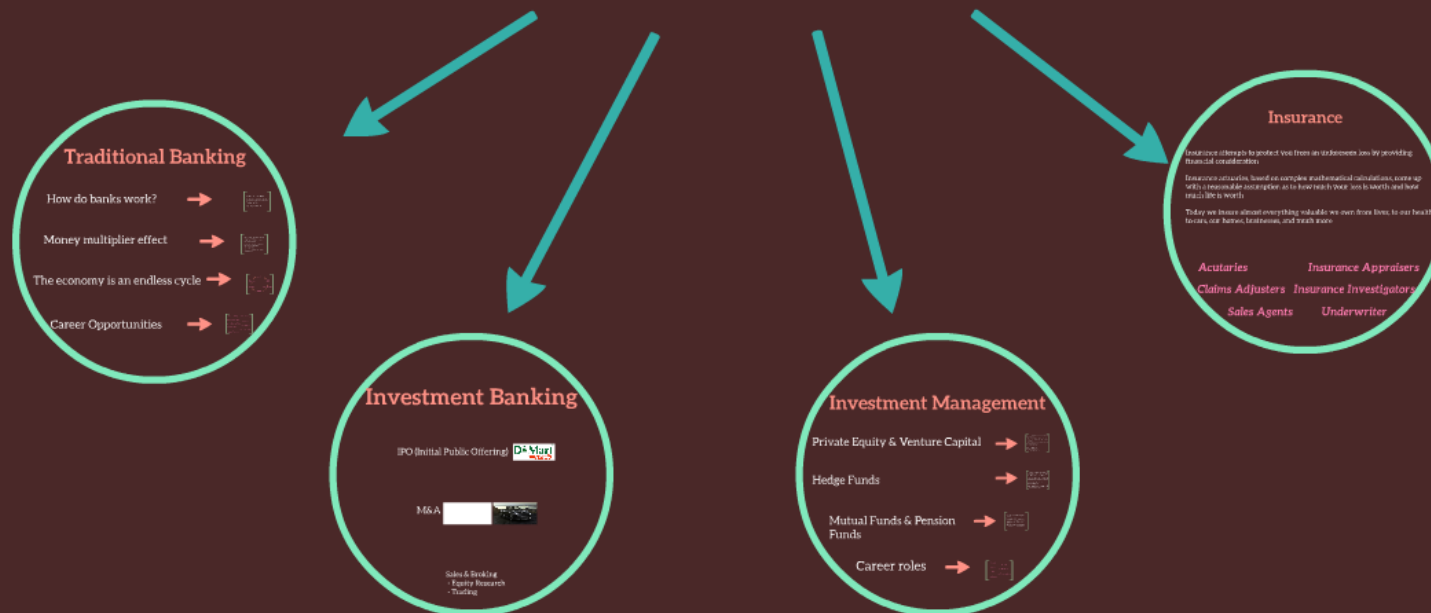 Traditional Banking
How do banks work?
Money multiplier effect
The economy is an endless cycle
Career Opportunities
Investment Banking
IPO (Initial Public Offering)
D Mart
M&A
Sales & Broking
- Equity Research
- Trading
Investment Management
Private Equity & Venture Capital
Hedge Funds
Mutual Funds & Pension
Funds
Career roles
Insurance
Insurance attempts to protect you from an unforeseen loss by providing
financial consideration
Insurance actuaries, based on complex mathematical calculations, come up
with a reasonable assumption as to how much your loss is worth and how
much life is worth
Today we insure almost everything valuable we own from lives, to our health
to cars, our homes, businesses, and much more
Acutaries
Insurance Appraisers
Claims Adjusters
Insurance Investigators
Sales Agents
Underwriter